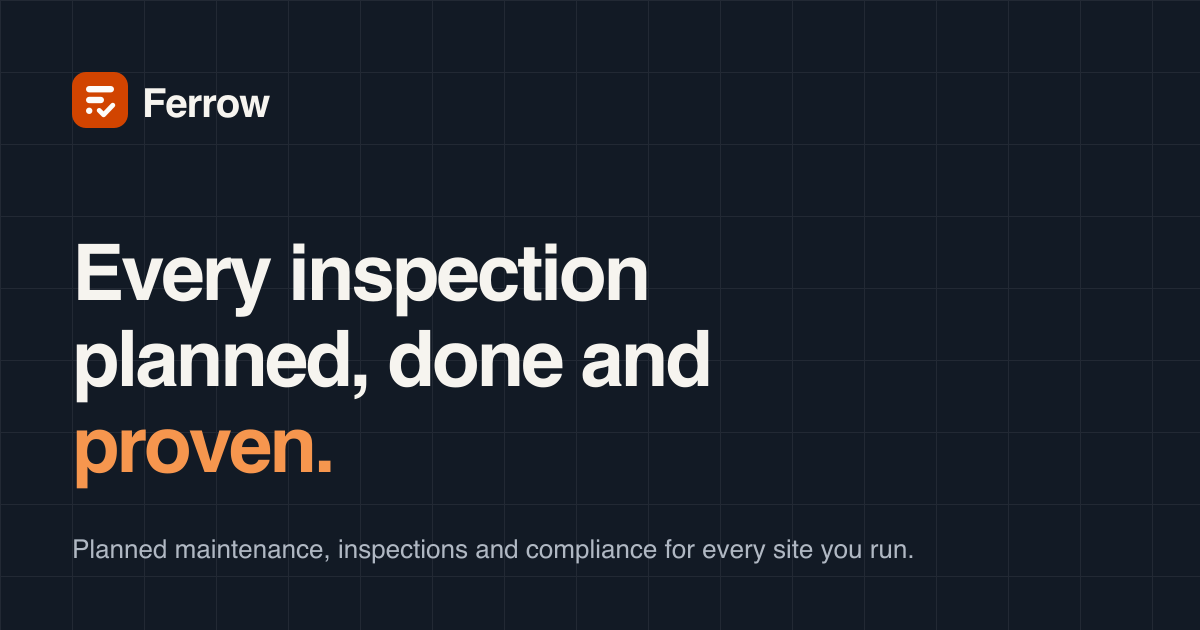 Ferrow
Every inspection
planned, done and
proven.
Planned maintenance, inspections and compliance for every site you run.